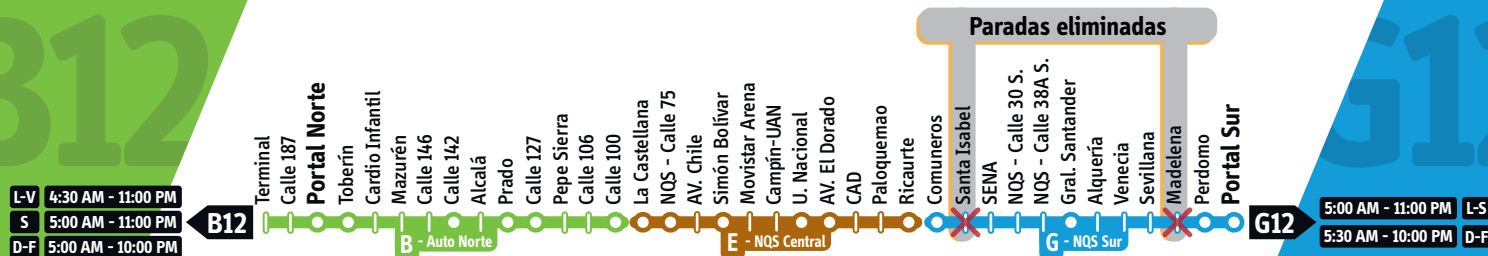 B12
G12
Paradas eliminadas
L-V 4:30 AM - 11:00 PM
S 5:00 AM - 11:00 PM
D-F 5:00 AM - 10:00 PM
B12
Terminal
Calle 187
Portal Norte
Toberín
Cardio Infantil
Mazurén
Calle 146
Calle 142
Alcalá
Prado
Calle 127
Pepe Sierra
Calle 106
Calle 100
La Castellana
NQS - Calle 75
AV. Chile
Simón Bolívar
Movistar Arena
Campín-UAN
U. Nacional
AV. El Dorado
CAD
Paloquemao
Ricaurte
Comuneros
Santa Isabel
SENA
NQS - Calle 30 S.
NQS - Calle 38A S.
Gral. Santander
Alquería
Venecia
Sevillana
Madelena
Perdomo
Portal Sur
B - Auto Norte
E - NQS Central
G - NQS Sur
G12
5:00 AM - 11:00 PM L-S
5:30 AM - 10:00 PM D-F